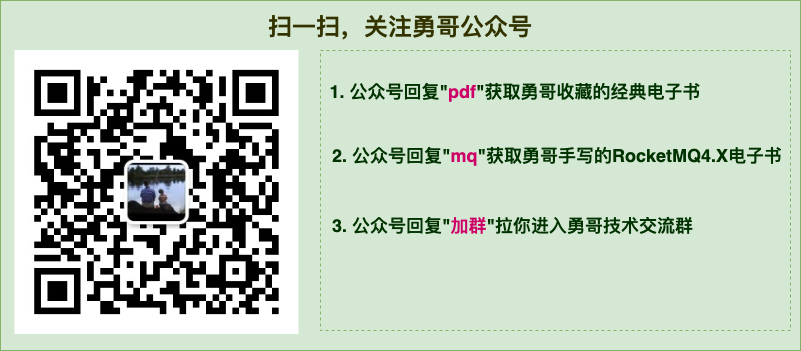 扫一扫，关注勇哥公众号
1. 公众号回复"pdf"获取勇哥收藏的经典电子书
2. 公众号回复"mq"获取勇哥手写的RocketMQ4.X电子书
3. 公众号回复"加群"拉你进入勇哥技术交流群